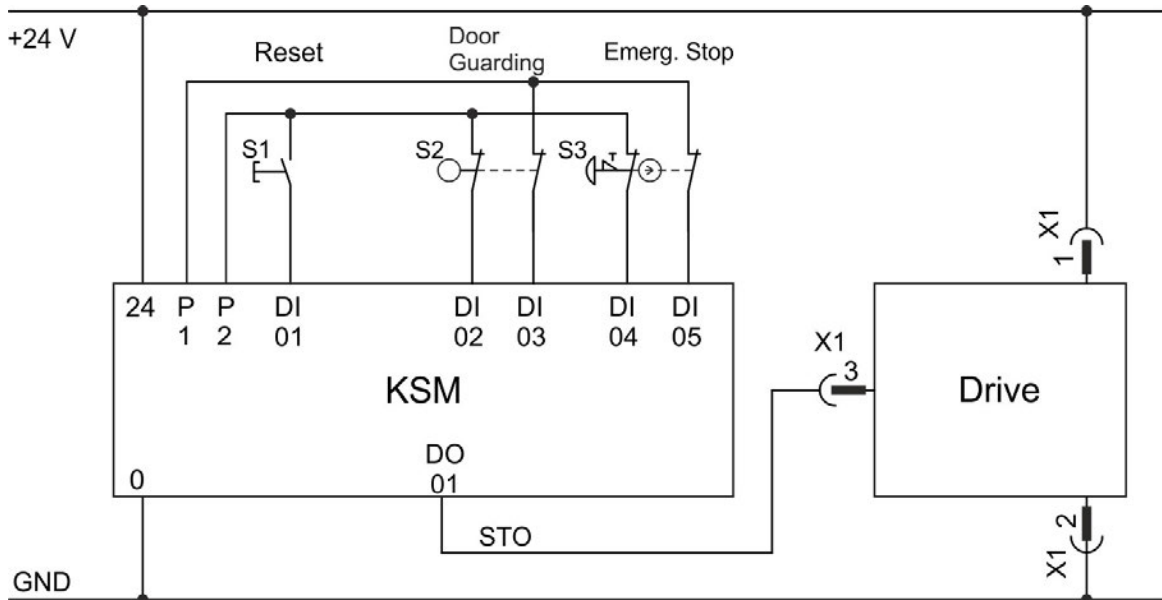 +24 V
Reset
Door
Guarding
Emerg. Stop
S1
S2
S3
24 P P DI DI DI DI DI
1 2 01 02 03 04 05
KSM
DO
0 01
STO
X1
3
Drive
X1
1
2
X1
GND